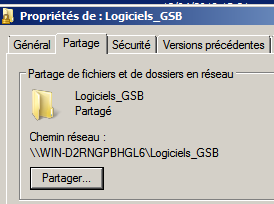 Propriétés de : Logiciels_GSB
Général
Partage
Sécurité
Versions précédentes
Partage de fichiers et de dossiers en réseau
Logiciels_GSB
Partagé
Chemin réseau :
\\WIN-D2RNGPBHGL6\Logiciels_GSB
Partager...